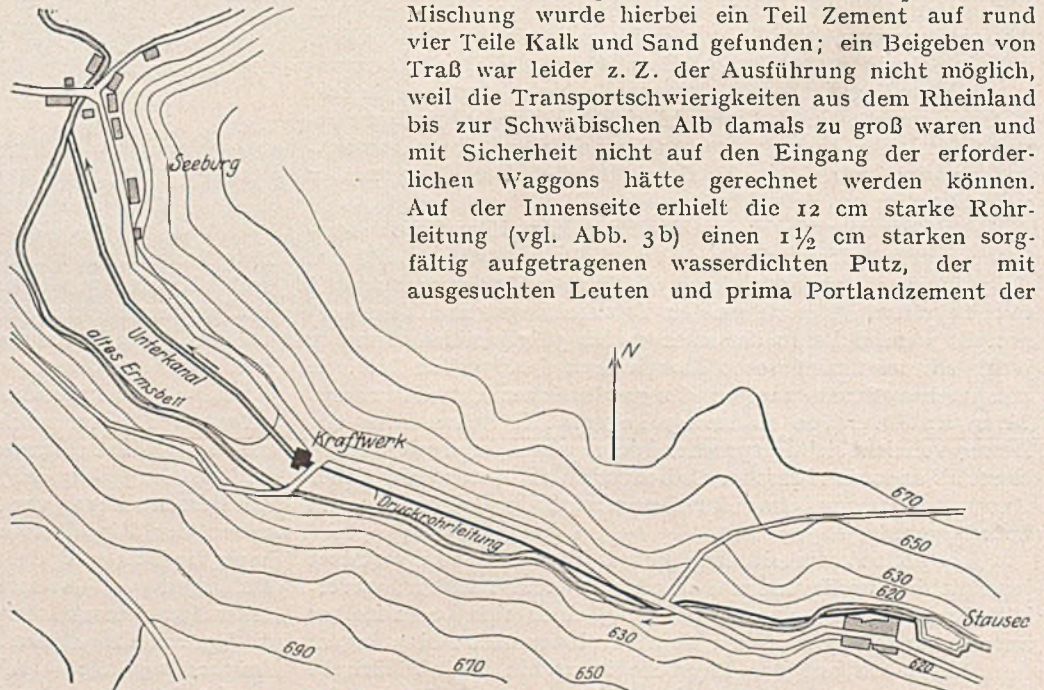 Mischung wurde hierbei ein Teil Zement auf rund
vier Teile Kalk und Sand gefunden; ein Beigeben von
Traß war leider z. Z. der Ausführung nicht möglich,
weil die Transportschwierigkeiten aus dem Rheinland
bis zur Schwäbischen Alb damals zu groß waren und
mit Sicherheit nicht auf den Eingang der erforder-
lichen Waggons hätte gerechnet werden können.
Auf der Innenseite erhielt die 12 cm starke Rohr-
leitung (vgl. Abb. 3b) einen 1½ cm starken sorg-
fältig aufgetragenen wasserdichten Putz, der mit
ausgesuchten Leuten und prima Portlandzement der
Seeburg
Unterkanal
altes Ermsbett
N
Kraftwerk
Druckrohrleitung
670
650
630
620
Stausee
630
620
690
670
650